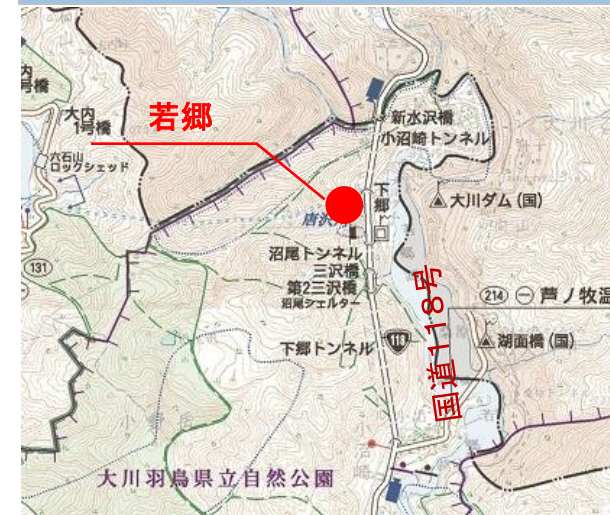 内
号橋
大内
1号橋
若郷
六石山
ロックシェッド
新水沢橋
小沼崎トンネル
下郷
大川ダム(国)
唐沢
沼尾トンネル
三沢橋
第2三沢橋
沼尾シェルター
131
国道118号
214
芦ノ牧温
下郷トンネル
118
湖面橋(国)
大川羽鳥県立自然公園